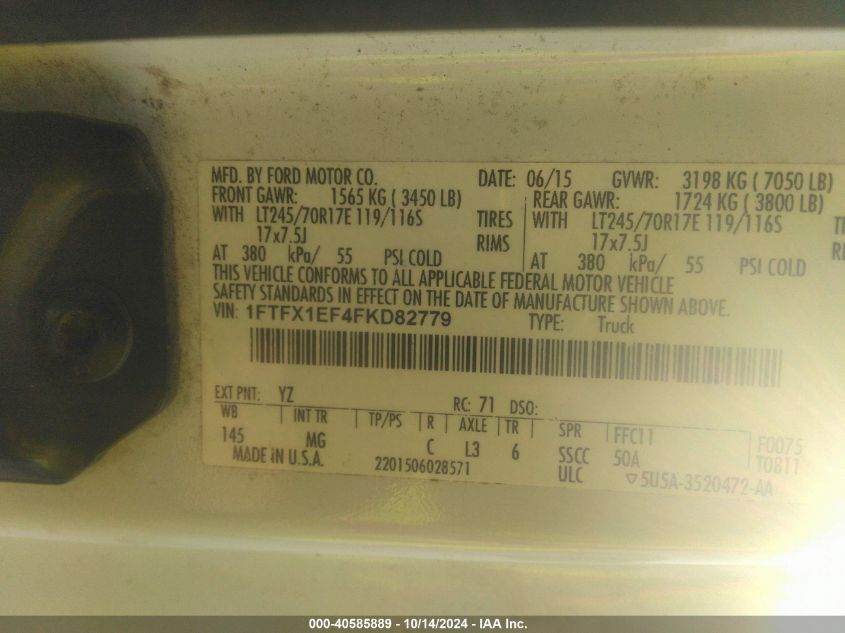 MFD. BY FORD MOTOR CO. DATE: 06/15 GVWR: 3198 KG ( 7050 LB)
FRONT GAWR: 1565 KG ( 3450 LB) REAR GAWR: 1724 KG ( 3800 LB)
WITH LT245/70R17E 119/116S TIRES WITH LT245/70R17E 119/116S
17x7.5J RIMS 17x7.5J
AT 380 kPa/ 55 PSI COLD AT 380 kPa/ 55 PSI COLD
THIS VEHICLE CONFORMS TO ALL APPLICABLE FEDERAL MOTOR VEHICLE
SAFETY STANDARDS IN EFFECT ON THE DATE OF MANUFACTURE SHOWN ABOVE.
VIN: 1FTFX1EF4FKD82779 TYPE: Truck
EXT PNT: YZ RC: 71 DSO:
WB INT TR TP/PS R AXLE TR SPR FFC11 F0075
145 MG C L3 6 SSCC 50A T0811
MADE IN U.S.A. 2201506028571 ULC ▽5U5A-3520472-AA
000-40585889 - 10/14/2024 - IAA Inc.